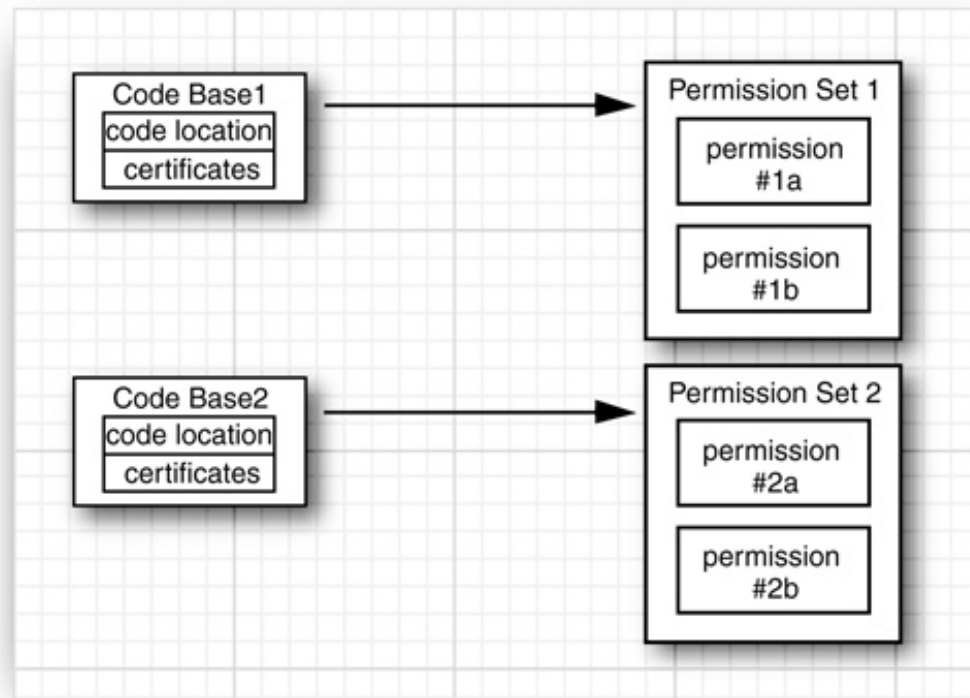 Code Base1
code location
certificates
Permission Set 1
permission
#1a
permission
#1b
Code Base2
code location
certificates
Permission Set 2
permission
#2a
permission
#2b